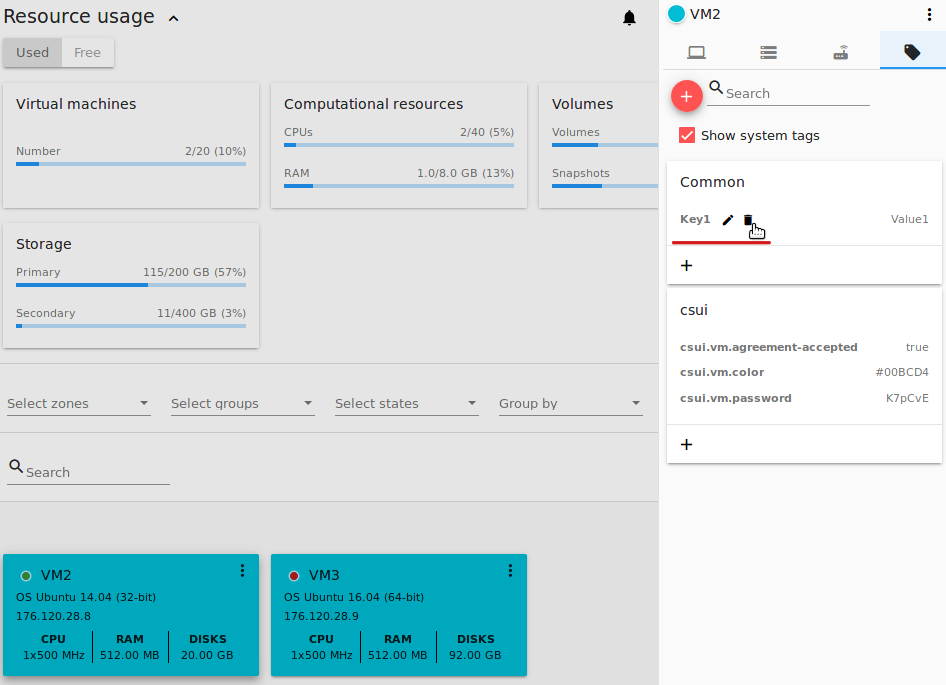 Resource usage
Used Free
Virtual machines
Number 2/20 (10%)
Computational resources
CPUs 2/40 (5%)
RAM 1.0/8.0 GB (13%)
Volumes
Volumes
Snapshots
Storage
Primary 115/200 GB (57%)
Secondary 11/400 GB (3%)
Select zones Select groups Select states Group by
Search
VM2
OS Ubuntu 14.04 (32-bit)
176.120.28.8
CPU RAM DISKS
1x500 MHz 512.00 MB 20.00 GB
VM3
OS Ubuntu 16.04 (64-bit)
176.120.28.9
CPU RAM DISKS
1x500 MHz 512.00 MB 92.00 GB
VM2
Search
Show system tags
Common
Key1 Value1
+
csui
csui.vm.agreement-accepted true
csui.vm.color #00BCD4
csui.vm.password K7pCvE
+